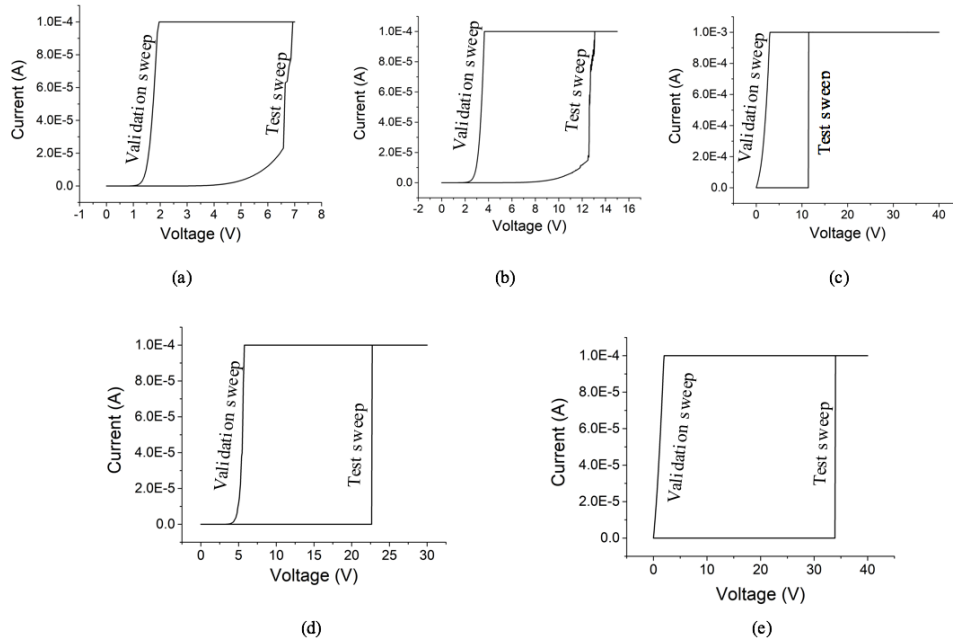 1.0E-4
8.0E-5
6.0E-5
4.0E-5
2.0E-5
0.0
Current (A)
Validation sweep
Test sweep
0 1 2 3 4 5 6 7 8
Voltage (V)
(a)
1.0E-4
8.0E-5
6.0E-5
4.0E-5
2.0E-5
0.0
Current (A)
Validation sweep
Test sweep
-2 0 2 4 6 8 10 12 14 16
Voltage (V)
(b)
1.0E-3
8.0E-4
6.0E-4
4.0E-4
2.0E-4
0.0
Current (A)
Validation sweep
Test sweep
0 10 20 30 40
Voltage (V)
(c)
1.0E-4
8.0E-5
6.0E-5
4.0E-5
2.0E-5
0.0
Current (A)
Validation sweep
Test sweep
0 5 10 15 20 25 30
Voltage (V)
(d)
1.0E-4
8.0E-5
6.0E-5
4.0E-5
2.0E-5
0.0
Current (A)
Validation sweep
Test sweep
0 10 20 30 40
Voltage (V)
(e)